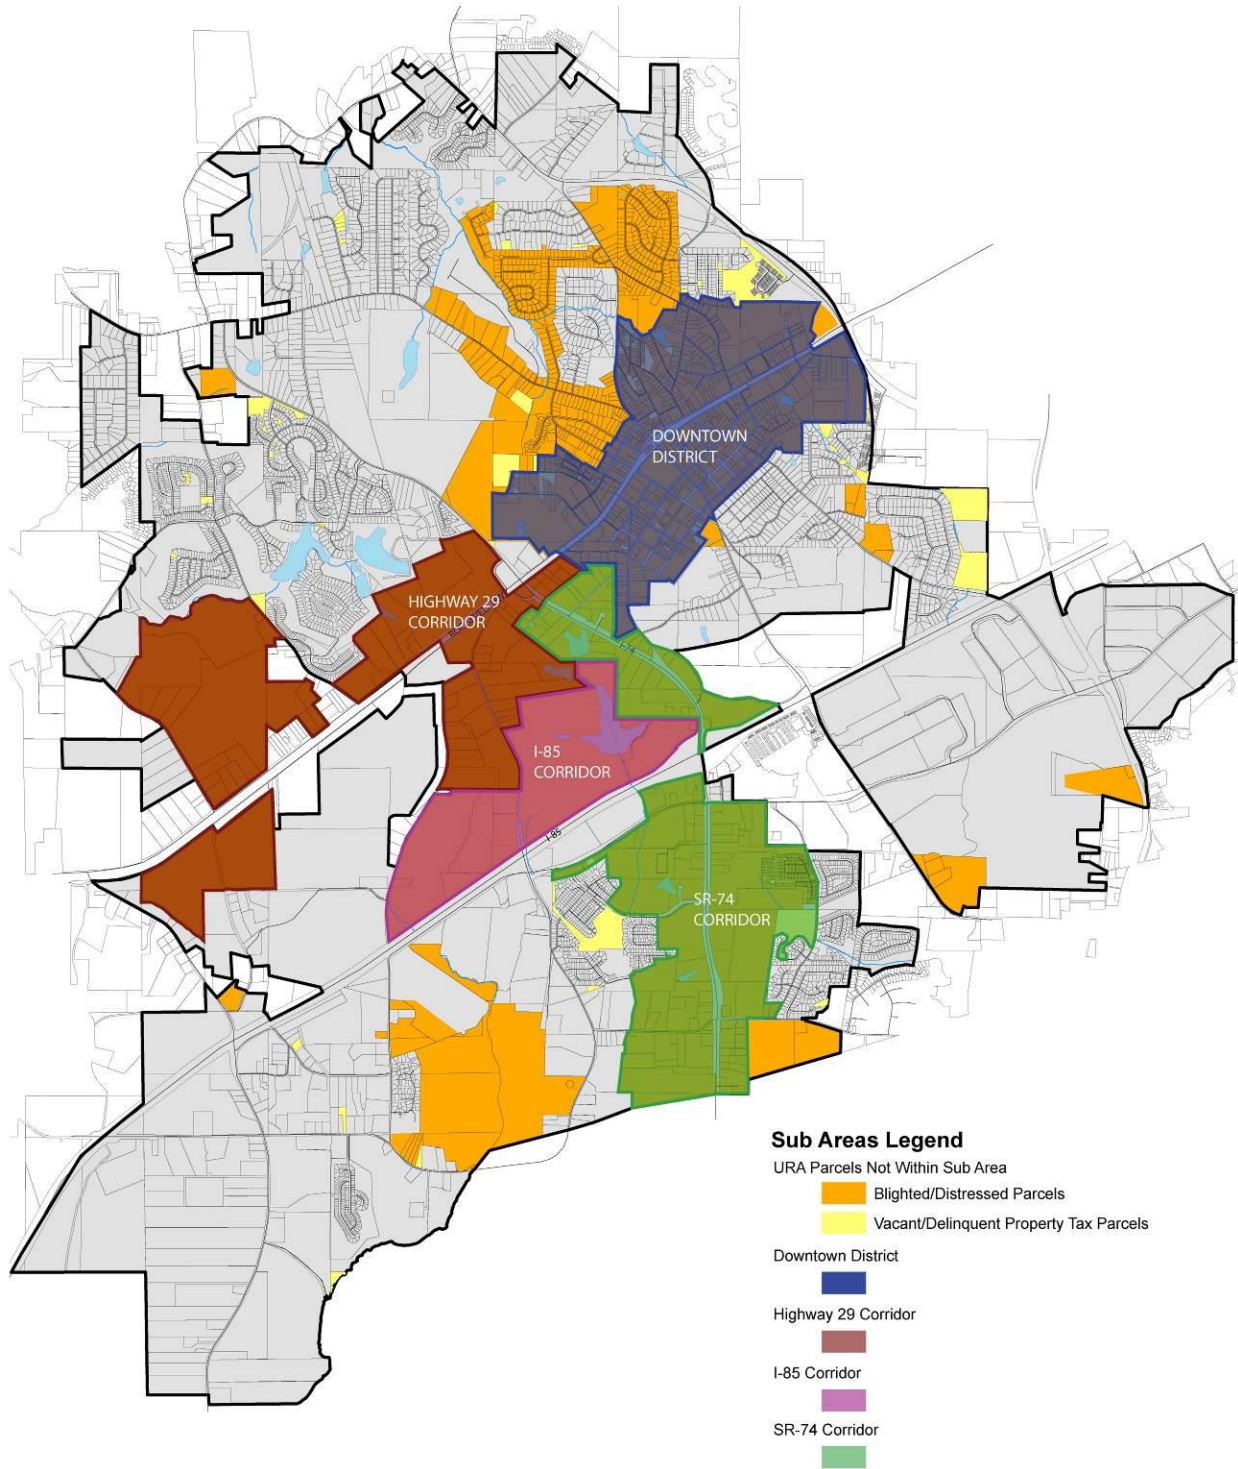 DOWNTOWN
DISTRICT
HIGHWAY 29
CORRIDOR
I-74
I-85
CORRIDOR
I-85
SR-74
CORRIDOR
Sub Areas Legend
URA Parcels Not Within Sub Area
Blighted/Distressed Parcels
Vacant/Delinquent Property Tax Parcels
Downtown District
Highway 29 Corridor
I-85 Corridor
SR-74 Corridor